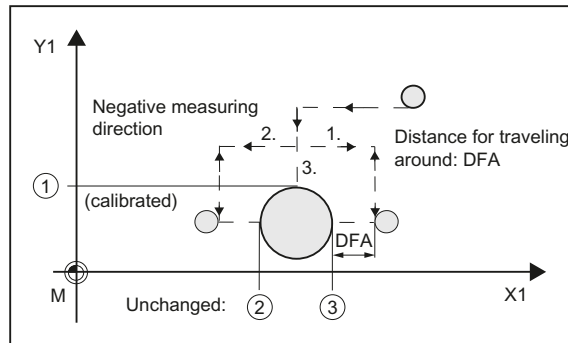 Y1
Negative measuring
direction
2.
1.
Distance for traveling
around: DFA
3.
1
(calibrated)
DFA
M
Unchanged:
2
3
X1